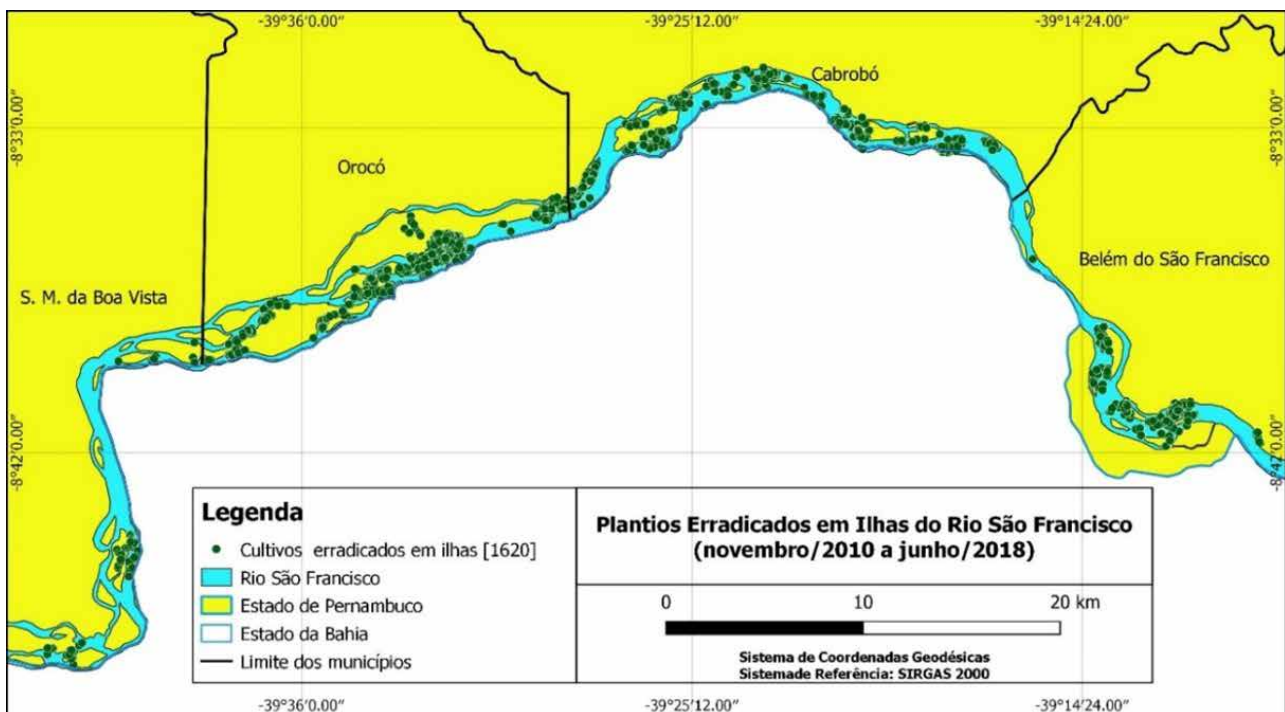 -39°36'0.00"
-39°25'12.00"
-39°14'24.00"
Cabrobó
-8°33'0.00"
-8°33'0.00"
Orocó
Belém do São Francisco
S. M. da Boa Vista
-8°42'0.00"
-8°42'0.00"
Legenda
Cultivos erradicados em ilhas [1620]
Rio São Francisco
Estado de Pernambuco
Estado da Bahia
Limite dos municípios
Plantios Erradicados em Ilhas do Rio São Francisco
(novembro/2010 a junho/2018)
0 10 20 km
Sistema de Coordenadas Geodésicas
Sistemade Referência: SIRGAS 2000
-39°36'0.00"
-39°25'12.00"
-39°14'24.00"